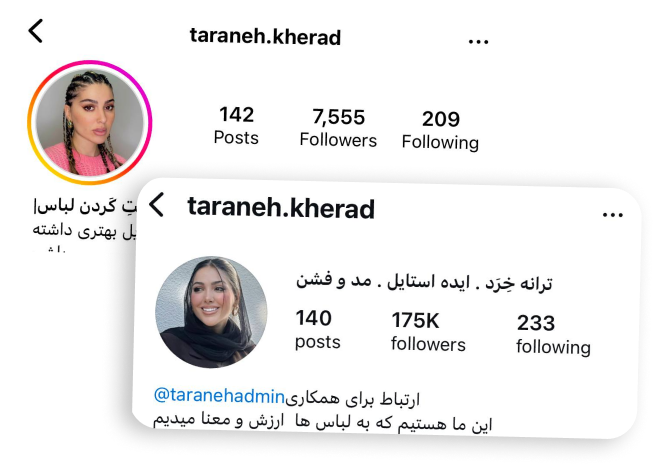 taraneh.kherad
142
7,555
209
Posts
Followers
Following
ت کَردن لباس|
یل بهتری داشته
taraneh.kherad
ترانه خِرَد . ایده استایل . مد و فشن
140
175K
233
posts
followers
following
@taranehadmin ارتباط برای همکاری
این ما هستیم که به لباس ها ارزش و معنا میدیم